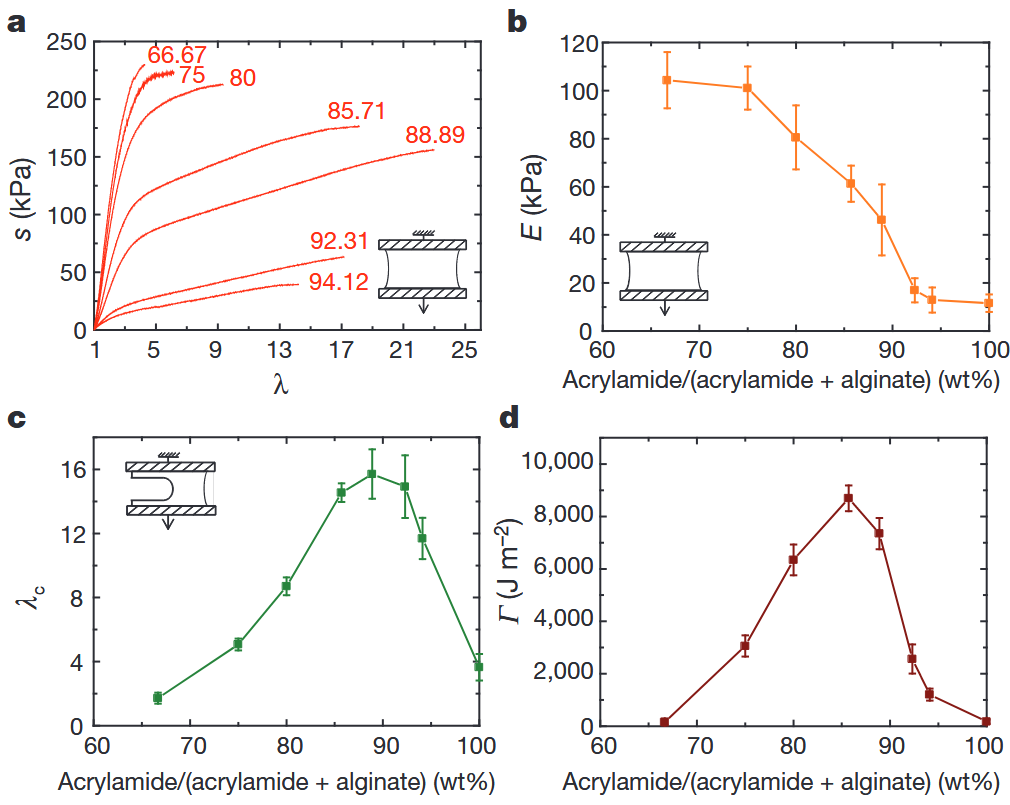 a
250
200
150
100
50
0
s (kPa)
66.67
75
80
85.71
88.89
92.31
94.12
1 5 9 13 17 21 25
λ
b
120
100
80
60
40
20
0
E (kPa)
60 70 80 90 100
Acrylamide/(acrylamide + alginate) (wt%)
c
16
12
8
4
0
λc
60 70 80 90 100
Acrylamide/(acrylamide + alginate) (wt%)
d
10,000
8,000
6,000
4,000
2,000
0
Γ (J m−2)
60 70 80 90 100
Acrylamide/(acrylamide + alginate) (wt%)